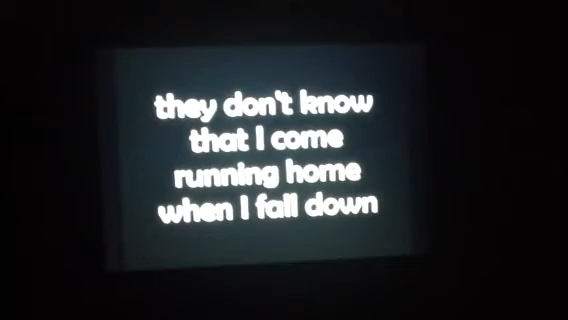 they don't know
that I come
running home
when I fall down